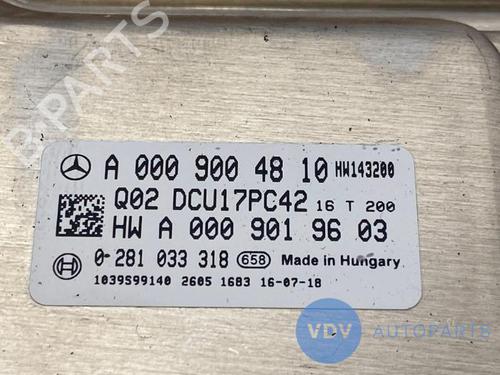 B-PARTS
A 000 900 48 10 HW143200
Q02 DCU17PC42 16 T 200
HW A 000 901 96 03
0-281 033 318 658 Made in Hungary
1039S99140 2605 1683 16-07-18
VDV AUTOPARTS